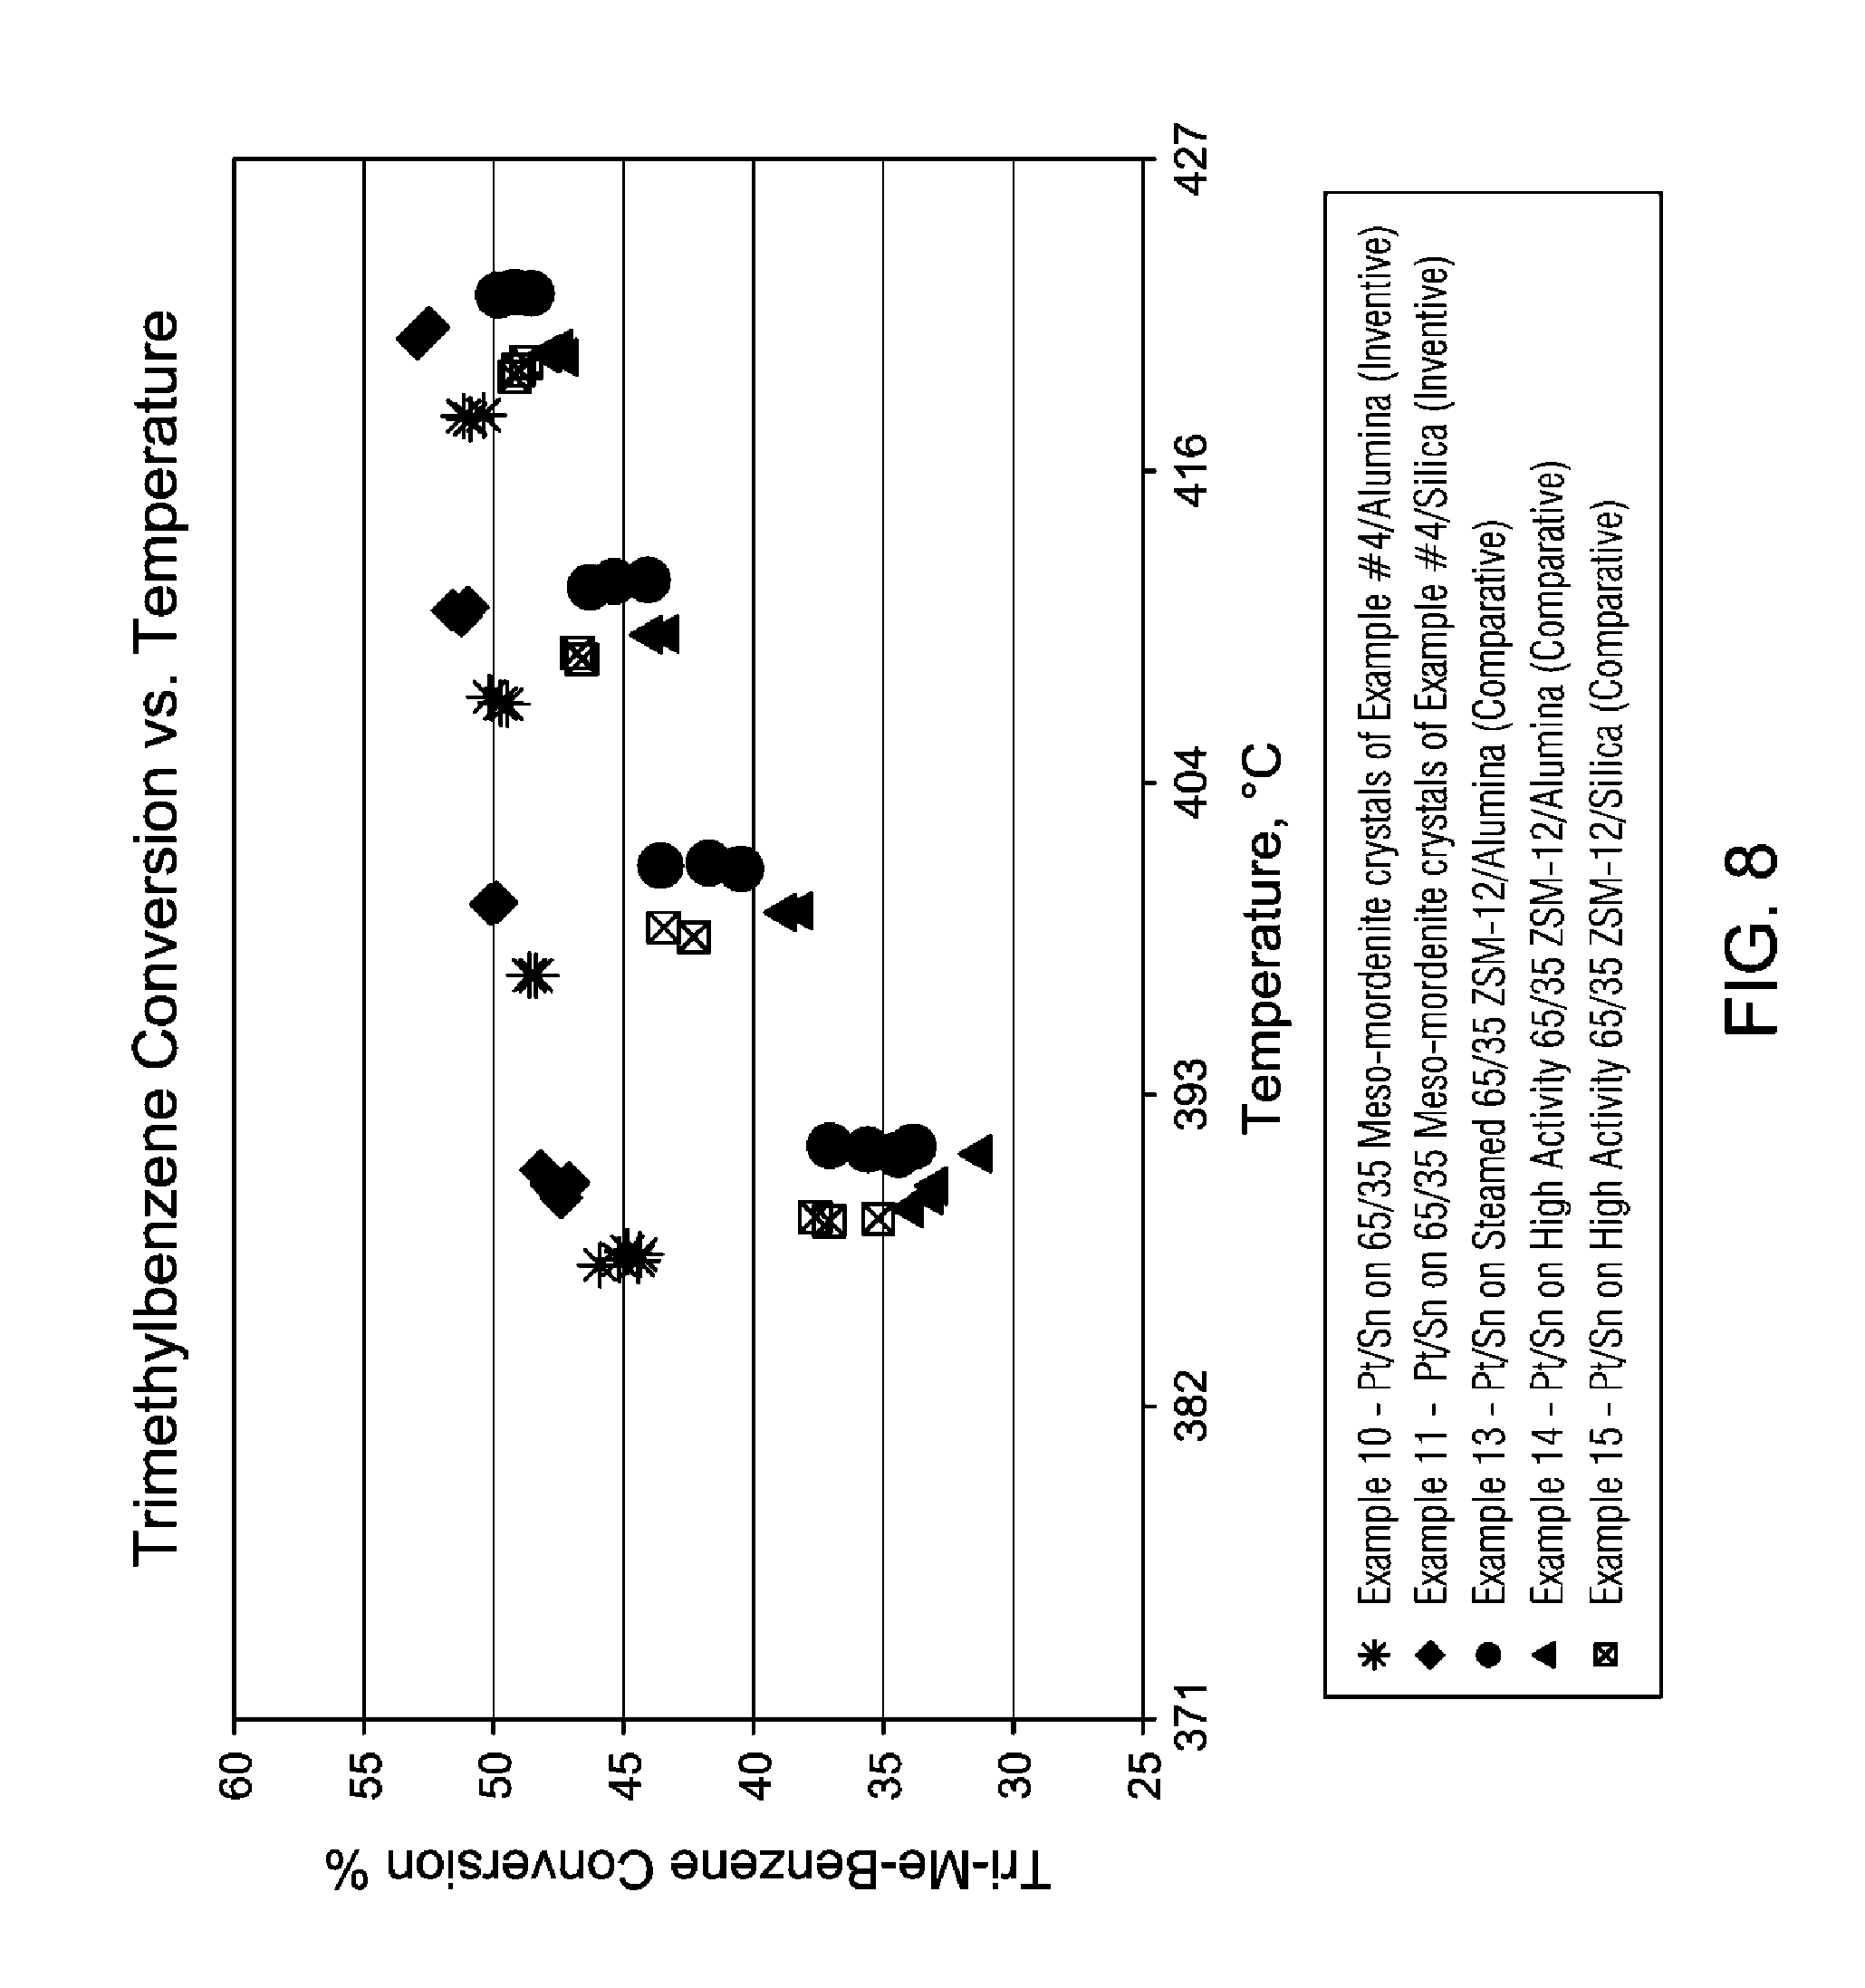 Trimethylbenzene Conversion vs. Temperature
Tri-Me-Benzene Conversion %
60
55
50
45
40
35
30
25
371
382
393
404
416
427
Temperature, °C
Example 10 - Pt/Sn on 65/35 Meso-mordenite crystals of Example #4/Alumina (Inventive)
Example 11 - Pt/Sn on 65/35 Meso-mordenite crystals of Example #4/Silica (Inventive)
Example 13 - Pt/Sn on Steamed 65/35 ZSM-12/Alumina (Comparative)
Example 14 - Pt/Sn on High Activity 65/35 ZSM-12/Alumina (Comparative)
Example 15 - Pt/Sn on High Activity 65/35 ZSM-12/Silica (Comparative)
FIG. 8